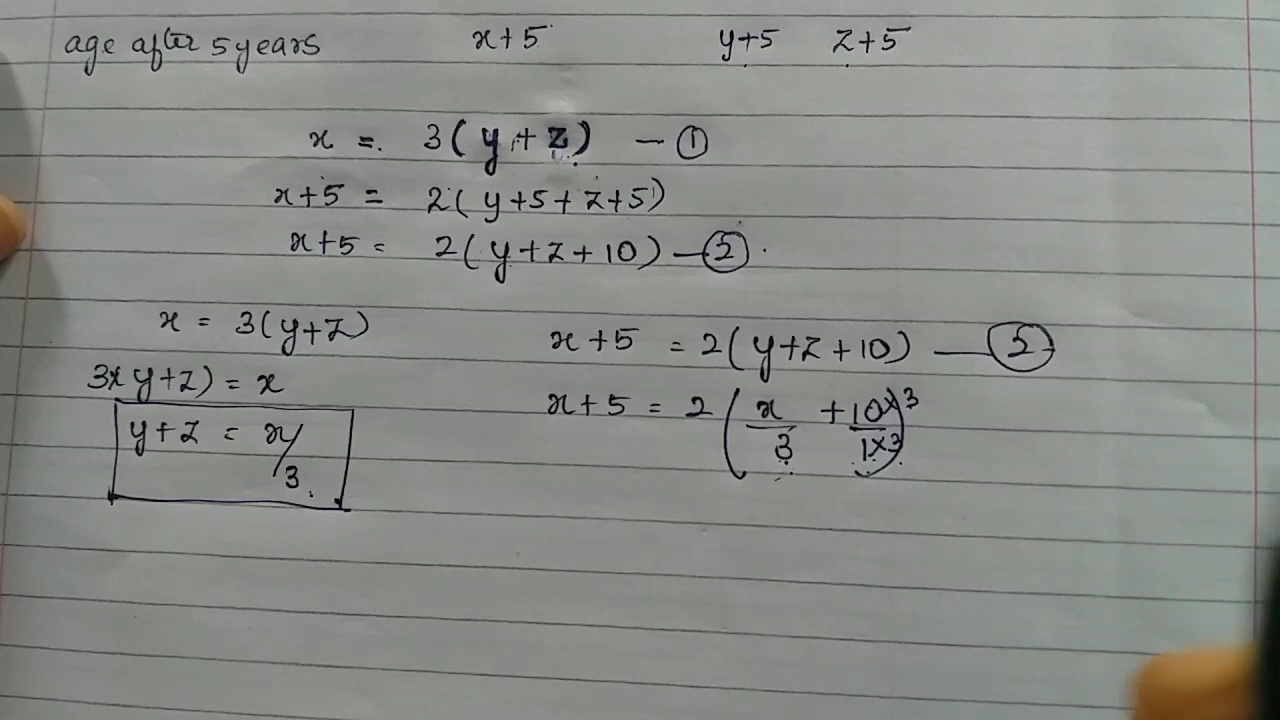 age after 5 years x+5 y+5 z+5
x = 3(y+z) — ①
x+5 = 2(y+5+z+5)
x+5 = 2(y+z+10) — ②
x = 3(y+z)
3x y+z) = x
y+z = x/3
x+5 = 2(y+z+10) — ②
x+5 = 2(x/3 + 10×3/1×3)